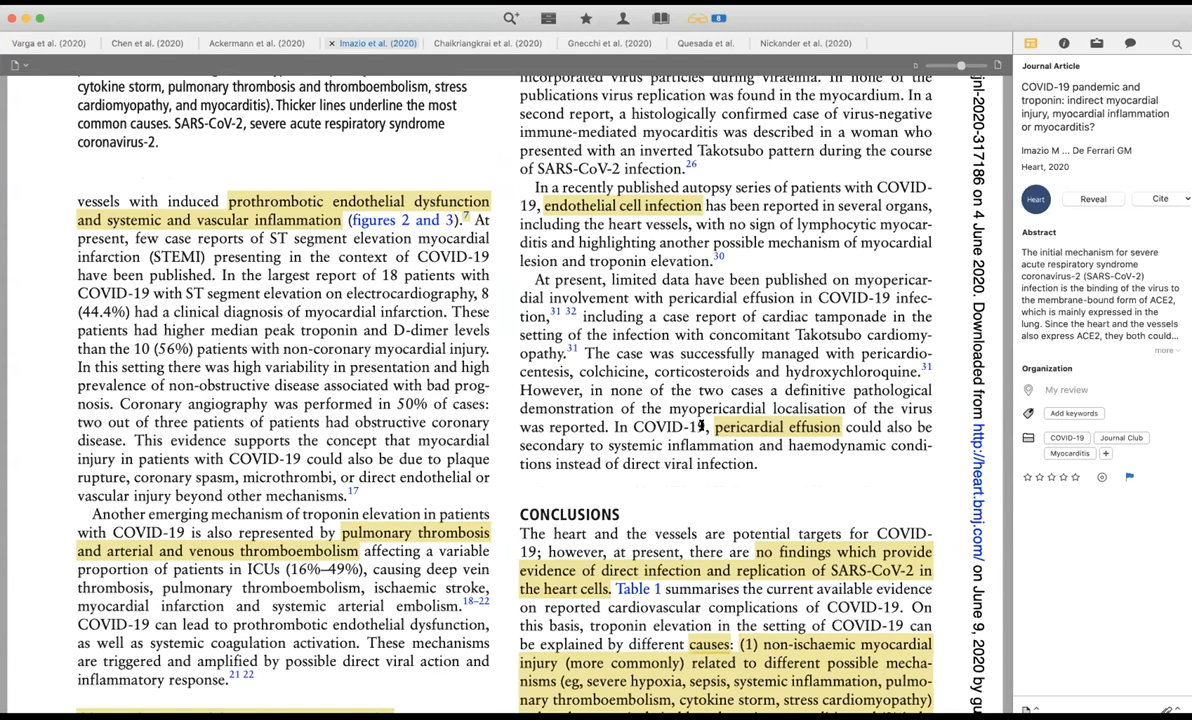 8
Varga et al. (2020)
Chen et al. (2020)
Ackermann et al. (2020)
× Imazio et al. (2020)
Chaikriangkrai et al. (2020)
Gnecchi et al. (2020)
Quesada et al.
Nickander et al. (2020)
cytokine storm, pulmonary thrombosis and thromboembolism, stress
cardiomyopathy, and myocarditis). Thicker lines underline the most
common causes. SARS-CoV-2, severe acute respiratory syndrome
coronavirus-2.
vessels with induced prothrombotic endothelial dysfunction
and systemic and vascular inflammation (figures 2 and 3).7 At
present, few case reports of ST segment elevation myocardial
infarction (STEMI) presenting in the context of COVID-19
have been published. In the largest report of 18 patients with
COVID-19 with ST segment elevation on electrocardiography, 8
(44.4%) had a clinical diagnosis of myocardial infarction. These
patients had higher median peak troponin and D-dimer levels
than the 10 (56%) patients with non-coronary myocardial injury.
In this setting there was high variability in presentation and high
prevalence of non-obstructive disease associated with bad prog-
nosis. Coronary angiography was performed in 50% of cases:
two out of three patients of patients had obstructive coronary
disease. This evidence supports the concept that myocardial
injury in patients with COVID-19 could also be due to plaque
rupture, coronary spasm, microthrombi, or direct endothelial or
vascular injury beyond other mechanisms.17
Another emerging mechanism of troponin elevation in patients
with COVID-19 is also represented by pulmonary thrombosis
and arterial and venous thromboembolism affecting a variable
proportion of patients in ICUs (16%–49%), causing deep vein
thrombosis, pulmonary thrombosis, ischaemic stroke,
myocardial infarction and systemic arterial embolism.18–22
COVID-19 can lead to prothrombotic endothelial dysfunction,
as well as systemic coagulation activation. These mechanisms
are triggered and amplified by possible direct viral action and
inflammatory response.21 22
incorporated virus particles during viraemia. In none of the
publications virus replication was found in the myocardium. In a
second report, a histologically confirmed case of virus-negative
immune-mediated myocarditis was described in a woman who
presented with an inverted Takotsubo pattern during the course
of SARS-CoV-2 infection.26
In a recently published autopsy series of patients with COVID-
19, endothelial cell infection has been reported in several organs,
including the heart vessels, with no sign of lymphocytic myocar-
ditis and highlighting another possible mechanism of myocardial
lesion and troponin elevation.30
At present, limited data have been published on myopericar-
dial involvement with pericardial effusion in COVID-19 infec-
tion,31 32 including a case report of cardiac tamponade in the
setting of the infection with concomitant Takotsubo cardiomy-
opathy.31 The case was successfully managed with pericardio-
centesis, colchicine, corticosteroids and hydroxychloroquine.31
However, in none of the two cases a definitive pathological
demonstration of the myopericardial localisation of the virus
was reported. In COVID-19, pericardial effusion could also be
secondary to systemic inflammation and haemodynamic condi-
tions instead of direct viral infection.
CONCLUSIONS
The heart and the vessels are potential targets for COVID-
19; however, at present, there are no findings which provide
evidence of direct infection and replication of SARS-CoV-2 in
the heart cells. Table 1 summarises the current available evidence
on reported cardiovascular complications of COVID-19. On
this basis, troponin elevation in the setting of COVID-19 can
be explained by different causes: (1) non-ischaemic myocardial
injury (more commonly) related to different possible mecha-
nisms (eg, severe hypoxia, sepsis, systemic inflammation, pulmo-
nary thromboembolism, cytokine storm, stress cardiomyopathy)
jnl-2020-317186 on 4 June 2020. Downloaded from http://heart.bmj.com/ on June 9, 2020 by gu
Journal Article
COVID-19 pandemic and
troponin: indirect myocardial
injury, myocardial inflammation
or myocarditis?
Imazio M ... De Ferrari GM
Heart, 2020
Heart
Reveal
Cite
Abstract
The initial mechanism for severe
acute respiratory syndrome
coronavirus-2 (SARS-CoV-2)
infection is the binding of the virus to
the membrane-bound form of ACE2,
which is mainly expressed in the
lung. Since the heart and the vessels
also express ACE2, they both could...
more
Organization
My review
Add keywords
COVID-19
Journal Club
Myocarditis
+